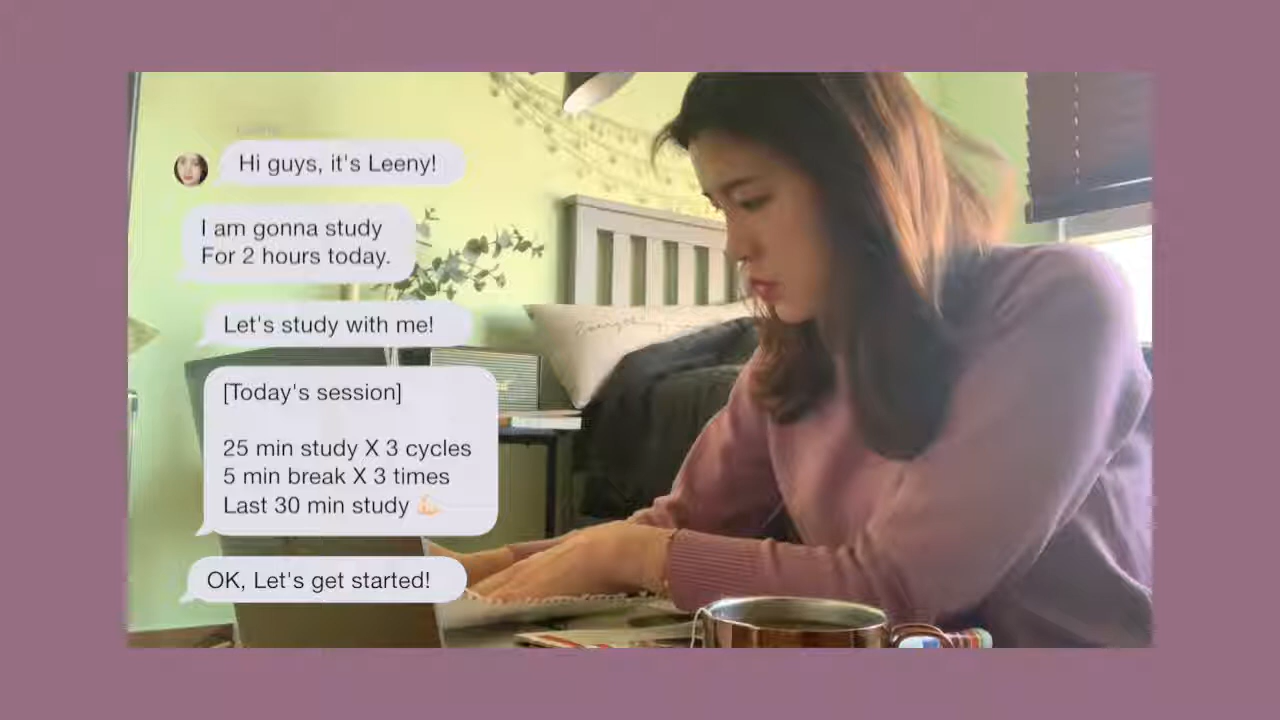 Hi guys, it's Leeny!
I am gonna study
For 2 hours today.
Let's study with me!
[Today's session]
25 min study X 3 cycles
5 min break X 3 times
Last 30 min study 💪
OK, Let's get started!